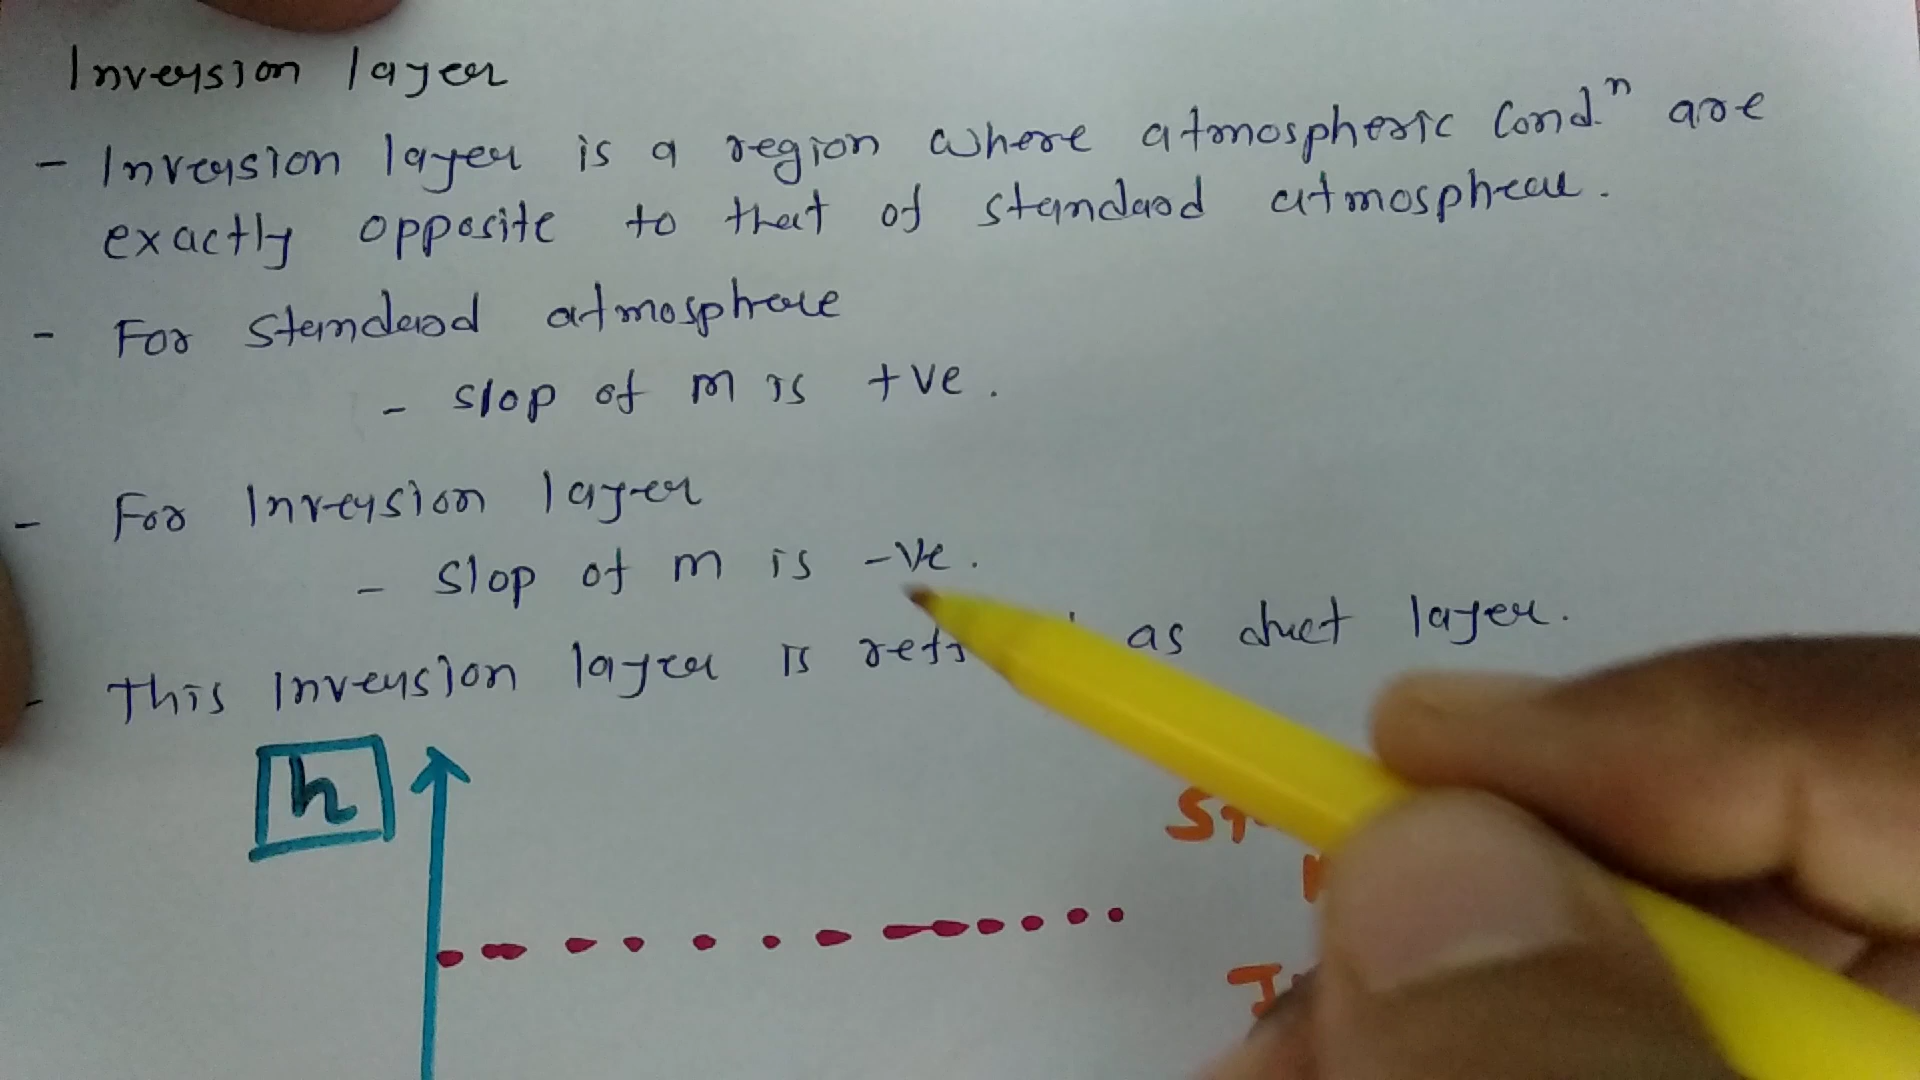 Inversion layer
- Inversion layer is a region where atmospheric Cond.ⁿ are
exactly opposite to that of standard atmosphere.
- For Standard atmosphere
- slop of m is +ve.
- For Inversion layer
- Slop of m is -ve.
- This inversion layer is as duct layer.
h